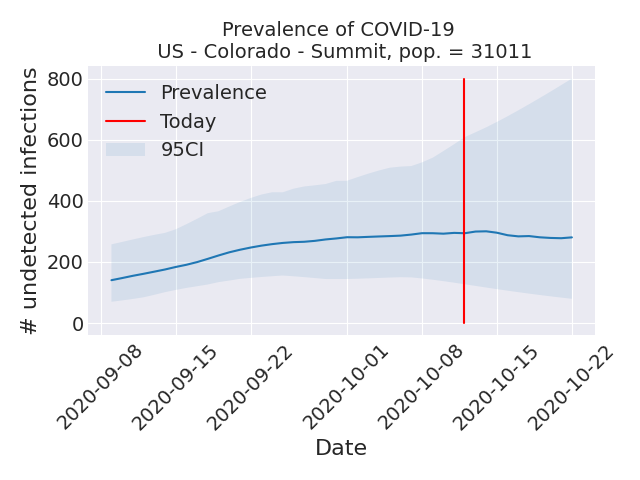 Prevalence of COVID-19
US - Colorado - Summit, pop. = 31011
# undetected infections
800
600
400
200
0
Prevalence
Today
95CI
2020-09-08
2020-09-15
2020-09-22
2020-10-01
2020-10-08
2020-10-15
2020-10-22
Date